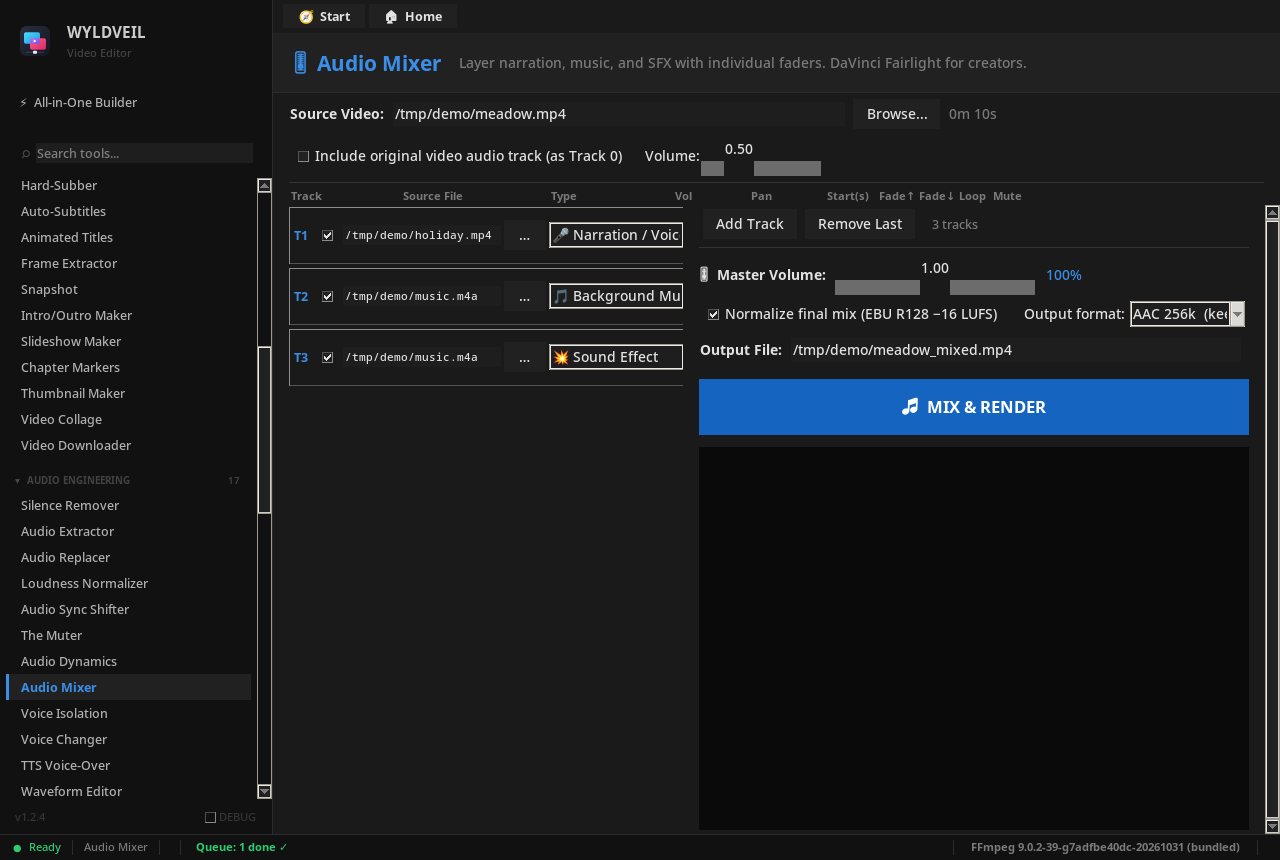 WYLDVEIL
Video Editor
⚡ All-in-One Builder
Search tools...
Hard-Subber
Auto-Subtitles
Animated Titles
Frame Extractor
Snapshot
Intro/Outro Maker
Slideshow Maker
Chapter Markers
Thumbnail Maker
Video Collage
Video Downloader
▾ AUDIO ENGINEERING 17
Silence Remover
Audio Extractor
Audio Replacer
Loudness Normalizer
Audio Sync Shifter
The Muter
Audio Dynamics
Audio Mixer
Voice Isolation
Voice Changer
TTS Voice-Over
Waveform Editor
v1.2.4 DEBUG
Start Home
Audio Mixer Layer narration, music, and SFX with individual faders. DaVinci Fairlight for creators.
Source Video: /tmp/demo/meadow.mp4 Browse... 0m 10s
Include original video audio track (as Track 0) Volume: 0.50
Track Source File Type Vol Pan Start(s) Fade↑ Fade↓ Loop Mute
T1 /tmp/demo/holiday.mp4 ... 🎤 Narration / Voic
T2 /tmp/demo/music.m4a ... 🎵 Background Mu
T3 /tmp/demo/music.m4a ... 💥 Sound Effect
Add Track Remove Last 3 tracks
Master Volume: 1.00 100%
Normalize final mix (EBU R128 −16 LUFS) Output format: AAC 256k (kee
Output File: /tmp/demo/meadow_mixed.mp4
🎵 MIX & RENDER
● Ready Audio Mixer Queue: 1 done ✓ FFmpeg 9.0.2-39-g7adfbe40dc-20261031 (bundled)